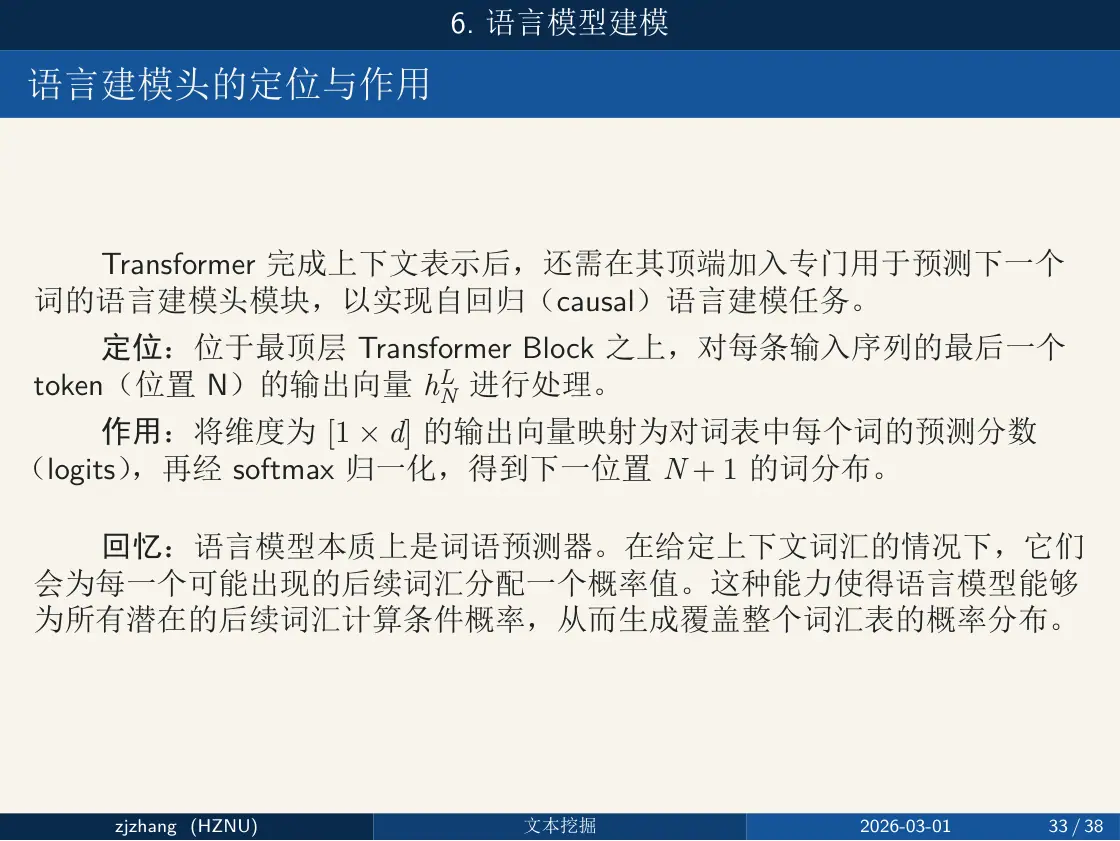 6. 语言模型建模
语言建模头的定位与作用
Transformer 完成上下文表示后，还需在其顶端加入专门用于预测下一个
词的语言建模头模块，以实现自回归（causal）语言建模任务。
定位：位于最顶层 Transformer Block 之上，对每条输入序列的最后一个
token（位置 N）的输出向量 $h_N^L$ 进行处理。
作用：将维度为 [1 × d] 的输出向量映射为对词表中每个词的预测分数
（logits），再经 softmax 归一化，得到下一位置 N + 1 的词分布。
回忆：语言模型本质上是词语预测器。在给定上下文词汇的情况下，它们
会为每一个可能出现的后续词汇分配一个概率值。这种能力使得语言模型能够
为所有潜在的后续词汇计算条件概率，从而生成覆盖整个词汇表的概率分布。
zjzhang (HZNU)
文本挖掘
2026-03-01
33 / 38